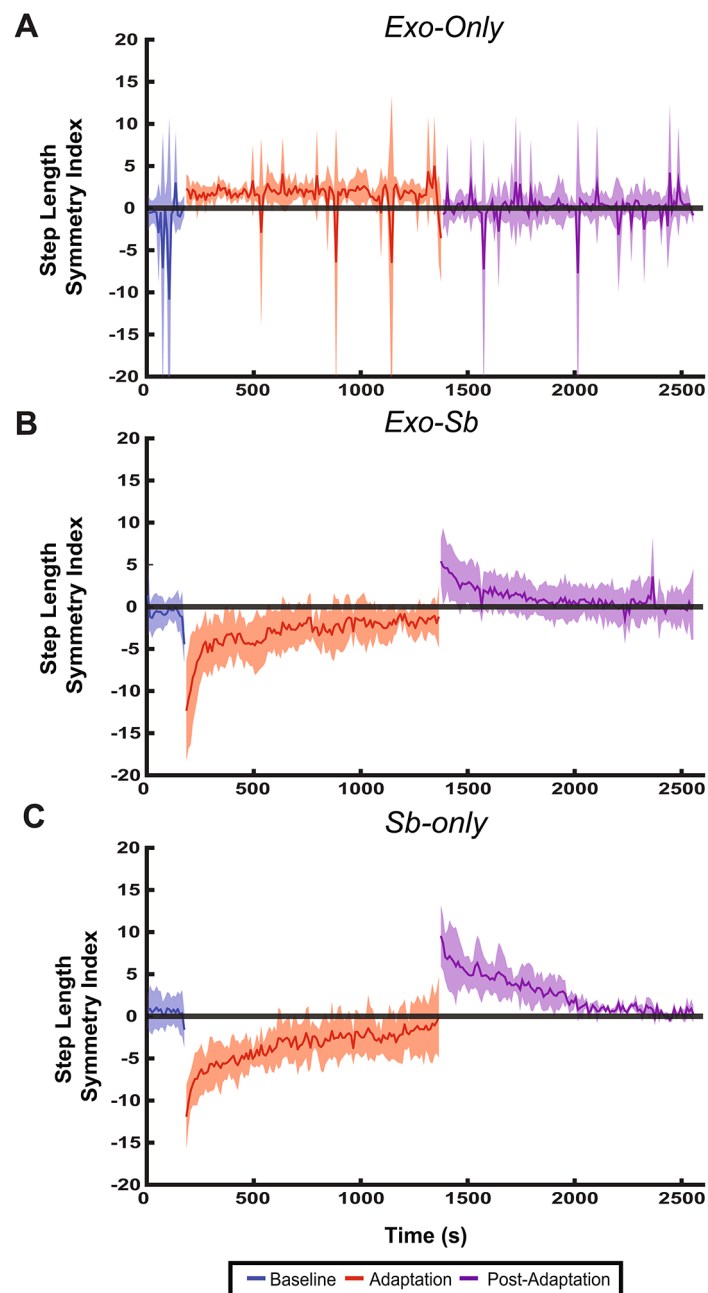 A
Exo-Only
Step Length
Symmetry Index
20
15
10
5
0
-5
-10
-15
-20
0 500 1000 1500 2000 2500
B
Exo-Sb
Step Length
Symmetry Index
20
15
10
5
0
-5
-10
-15
-20
0 500 1000 1500 2000 2500
C
Sb-only
Step Length
Symmetry Index
20
15
10
5
0
-5
-10
-15
-20
0 500 1000 1500 2000 2500
Time (s)
Baseline Adaptation Post-Adaptation